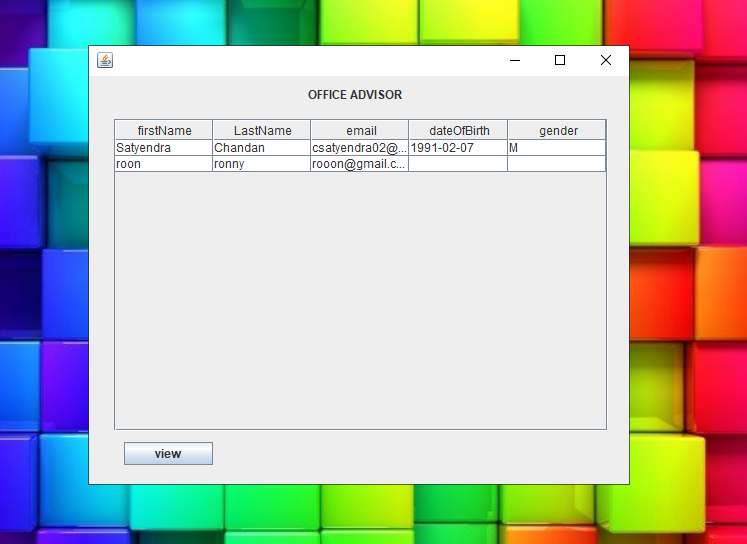 OFFICE ADVISOR
firstName LastName email dateOfBirth gender
Satyendra Chandan csatyendra02@... 1991-02-07 M
roon ronny rooon@gmail.c...
view